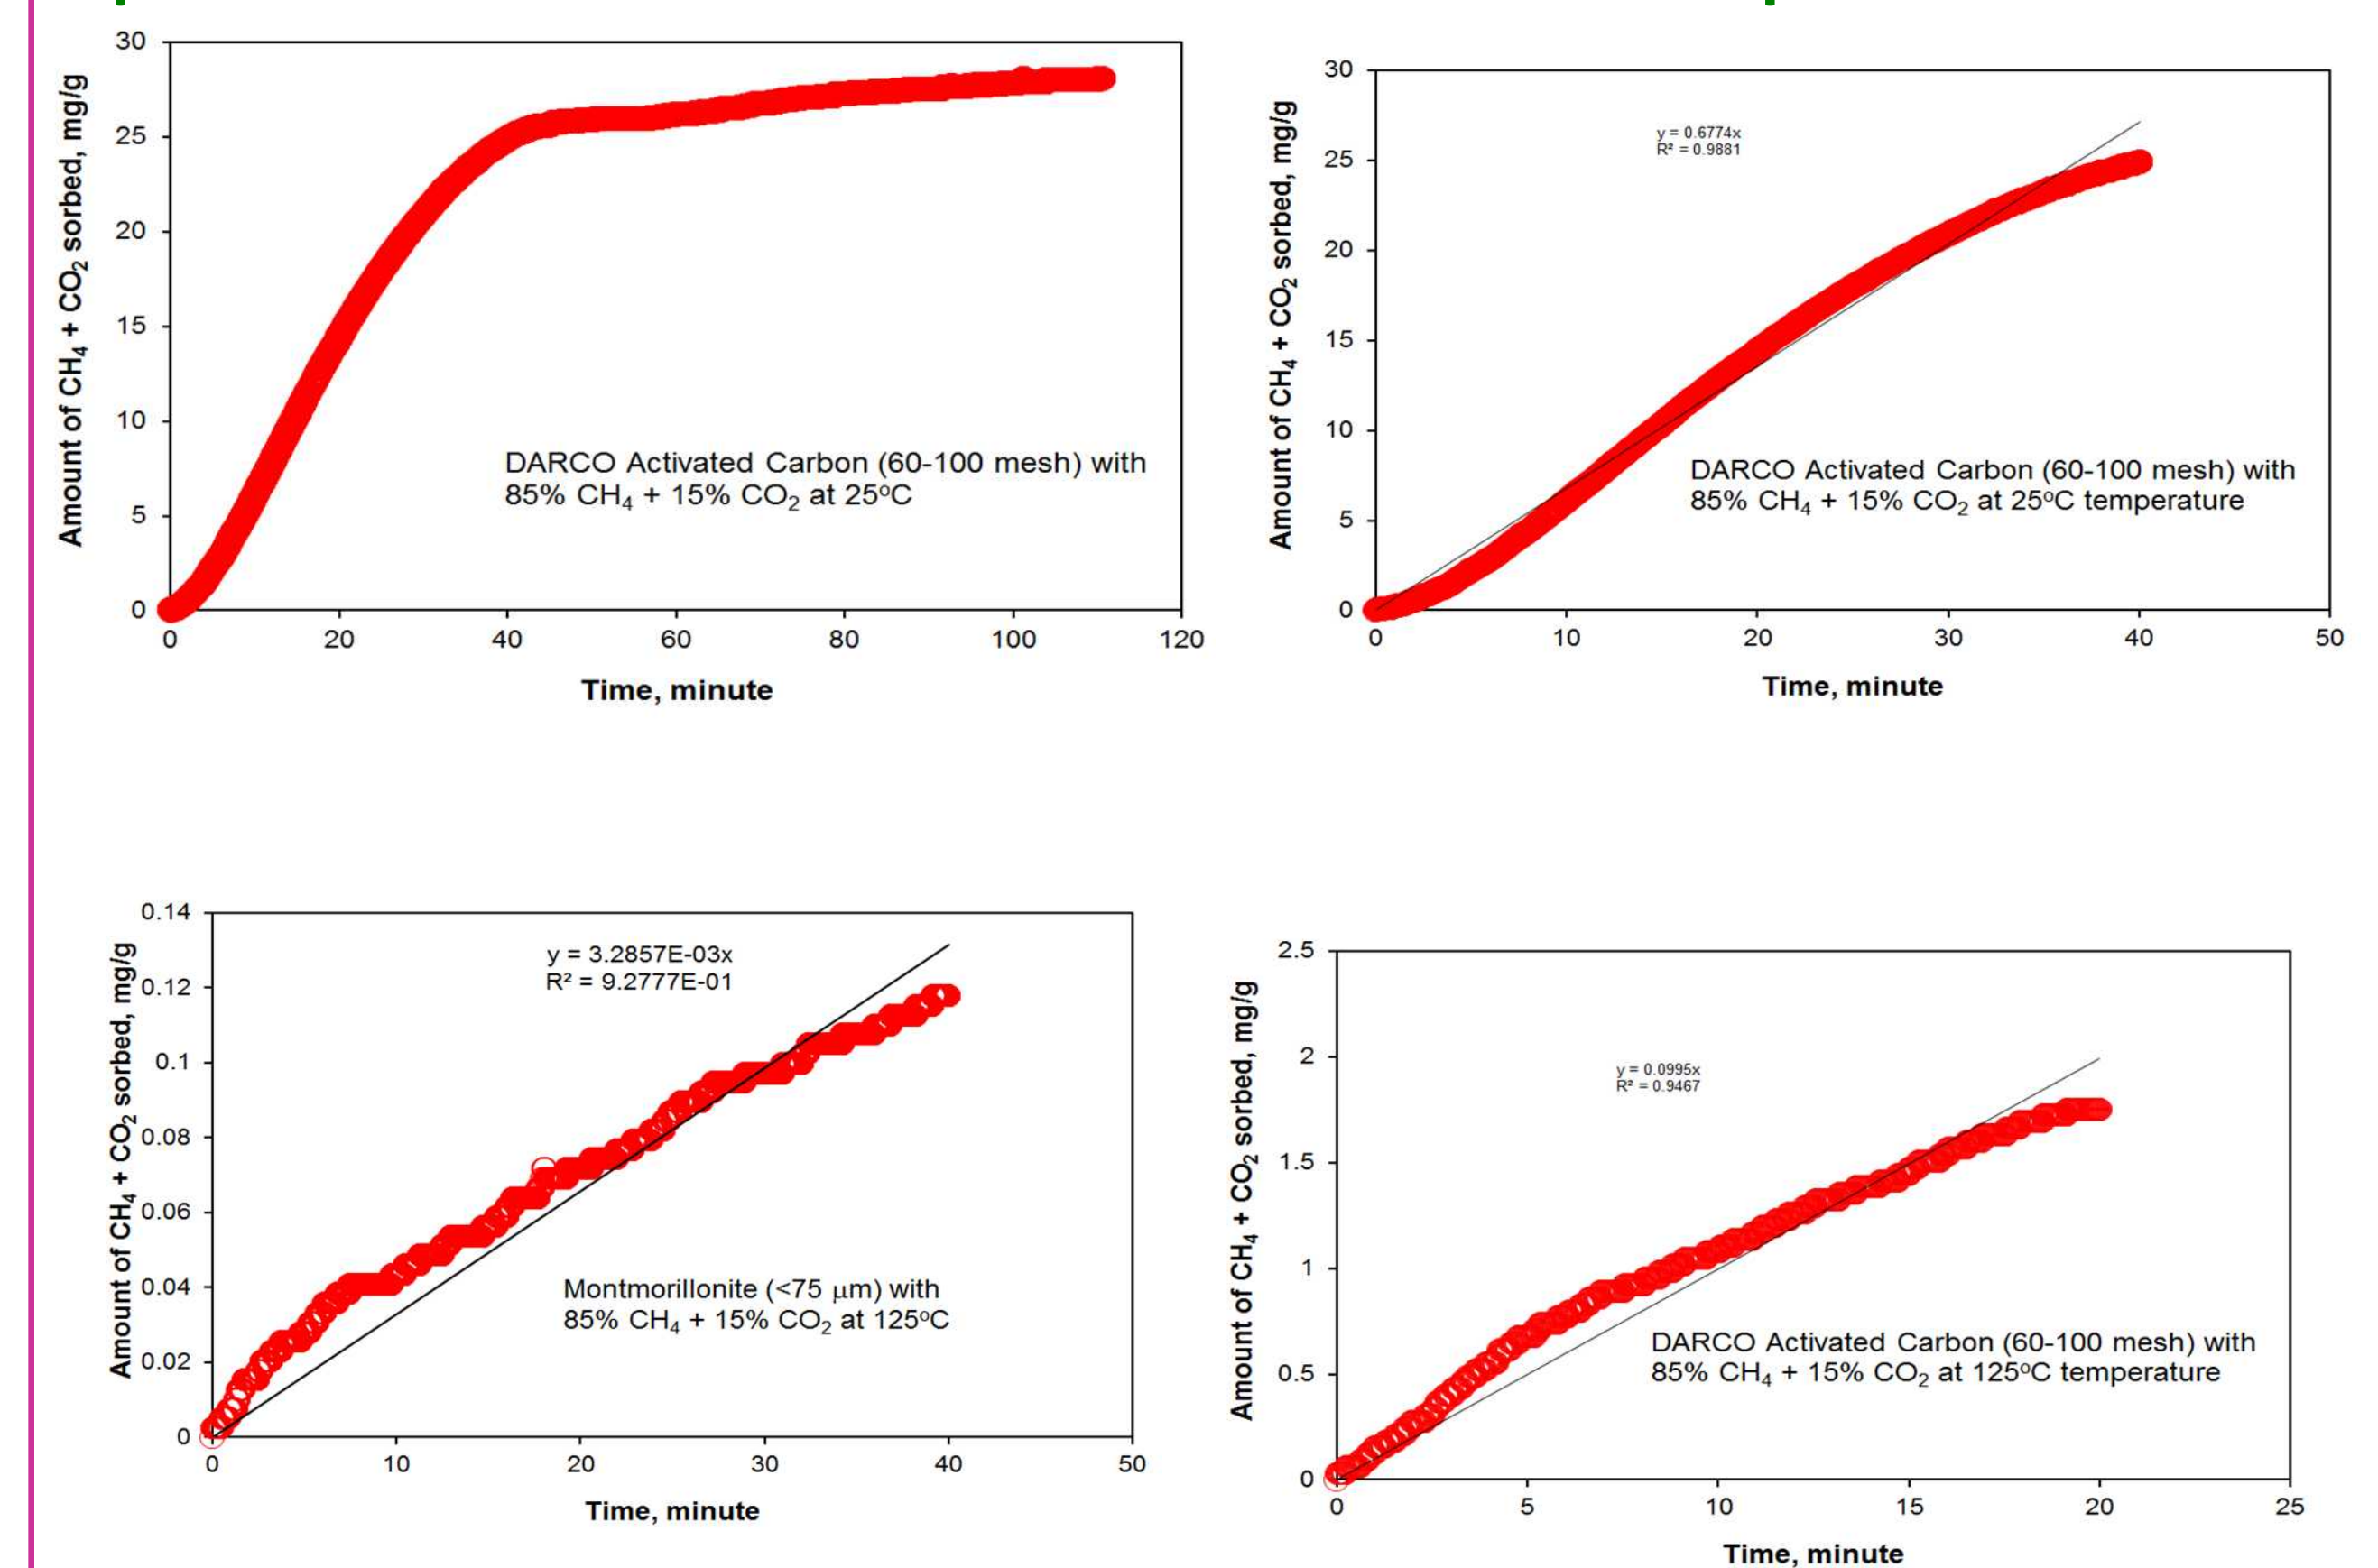 30
25
20
15
10
5
0
0 20 40 60 80 100 120
Amount of CH₄ + CO₂ sorbed, mg/g
Time, minute
DARCO Activated Carbon (60-100 mesh) with
85% CH₄ + 15% CO₂ at 25ºC
30
25
20
15
10
5
0
0 10 20 30 40 50
Amount of CH₄ + CO₂ sorbed, mg/g
Time, minute
y = 0.6774x
R² = 0.9881
DARCO Activated Carbon (60-100 mesh) with
85% CH₄ + 15% CO₂ at 25ºC temperature
0.14
0.12
0.1
0.08
0.06
0.04
0.02
0
0 10 20 30 40 50
Amount of CH₄ + CO₂ sorbed, mg/g
Time, minute
y = 3.2857E-03x
R² = 9.2777E-01
Montmorillonite (<75 µm) with
85% CH₄ + 15% CO₂ at 125ºC
2.5
2
1.5
1
0.5
0
0 5 10 15 20 25
Amount of CH₄ + CO₂ sorbed, mg/g
Time, minute
y = 0.0995x
R² = 0.9467
DARCO Activated Carbon (60-100 mesh) with
85% CH₄ + 15% CO₂ at 125ºC temperature